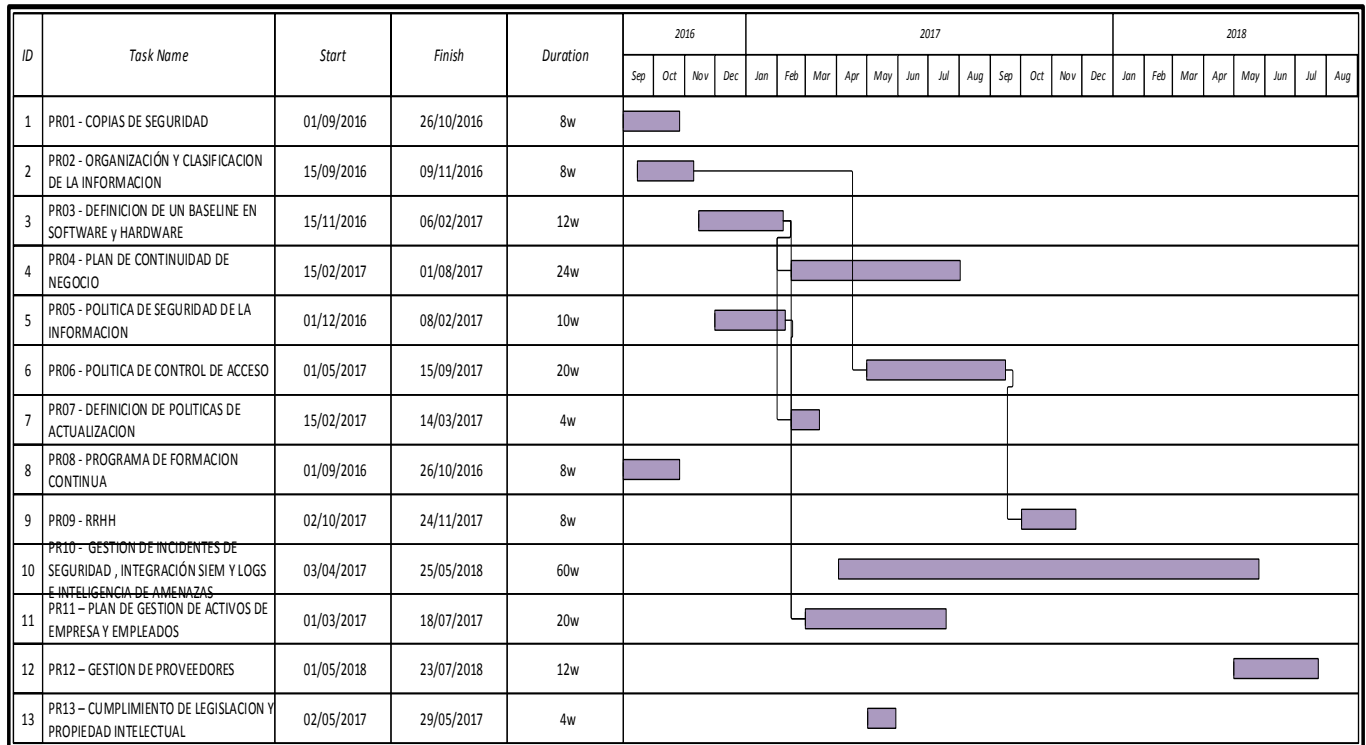 ID Task Name Start Finish Duration 2016 2017 2018
Sep Oct Nov Dec Jan Feb Mar Apr May Jun Jul Aug Sep Oct Nov Dec Jan Feb Mar Apr May Jun Jul Aug
1 PR01 - COPIAS DE SEGURIDAD 01/09/2016 26/10/2016 8w
2 PR02 - ORGANIZACIÓN Y CLASIFICACION
DE LA INFORMACION 15/09/2016 09/11/2016 8w
3 PR03 - DEFINICION DE UN BASELINE EN
SOFTWARE y HARDWARE 15/11/2016 06/02/2017 12w
4 PR04 - PLAN DE CONTINUIDAD DE
NEGOCIO 15/02/2017 01/08/2017 24w
5 PR05 - POLITICA DE SEGURIDAD DE LA
INFORMACION 01/12/2016 08/02/2017 10w
6 PR06 - POLITICA DE CONTROL DE ACCESO 01/05/2017 15/09/2017 20w
7 PR07 - DEFINICION DE POLITICAS DE
ACTUALIZACION 15/02/2017 14/03/2017 4w
8 PR08 - PROGRAMA DE FORMACION
CONTINUA 01/09/2016 26/10/2016 8w
9 PR09 - RRHH 02/10/2017 24/11/2017 8w
10 PR10 - GESTION DE INCIDENTES DE
SEGURIDAD , INTEGRACIÓN SIEM Y LOGS
E INTELIGENCIA DE AMENAZAS 03/04/2017 25/05/2018 60w
11 PR11 – PLAN DE GESTION DE ACTIVOS DE
EMPRESA Y EMPLEADOS 01/03/2017 18/07/2017 20w
12 PR12 – GESTION DE PROVEEDORES 01/05/2018 23/07/2018 12w
13 PR13 – CUMPLIMIENTO DE LEGISLACION Y
PROPIEDAD INTELECTUAL 02/05/2017 29/05/2017 4w